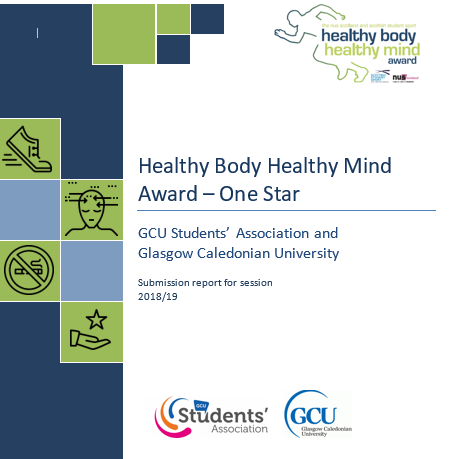 the nus scotland and scottish student sport
healthy body
healthy mind
award
nus
Healthy Body Healthy Mind
Award – One Star
GCU Students’ Association and
Glasgow Caledonian University
Submission report for session
2018/19
GCU
Students'
Association
GCU
Glasgow Caledonian
University